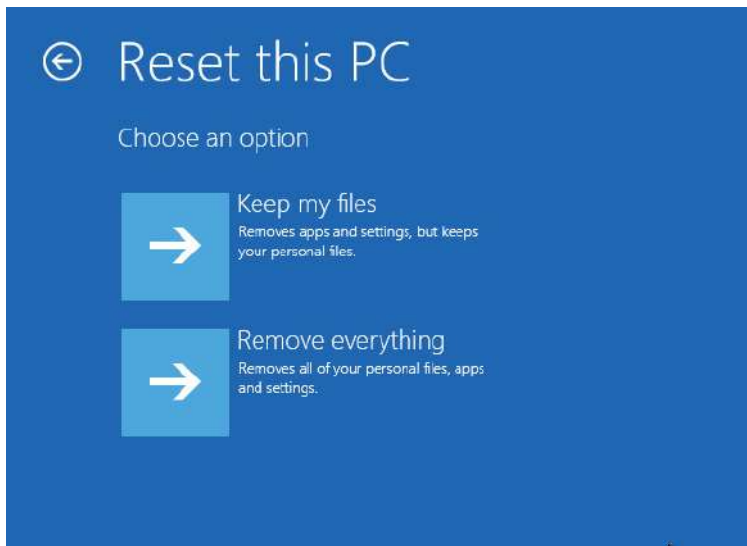 Reset this PC
Choose an option
Keep my files
Removes apps and settings, but keeps
your personal files.
Remove everything
Removes all of your personal files, apps
and settings.